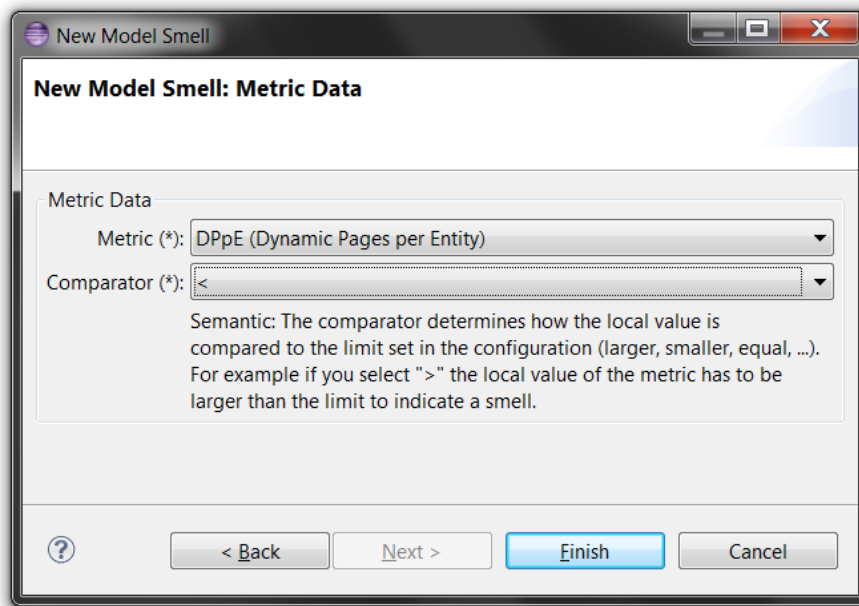 New Model Smell
New Model Smell: Metric Data
Metric Data
Metric (*): DPpE (Dynamic Pages per Entity)
Comparator (*): <
Semantic: The comparator determines how the local value is
compared to the limit set in the configuration (larger, smaller, equal, ...).
For example if you select ">" the local value of the metric has to be
larger than the limit to indicate a smell.
? < Back Next > Finish Cancel